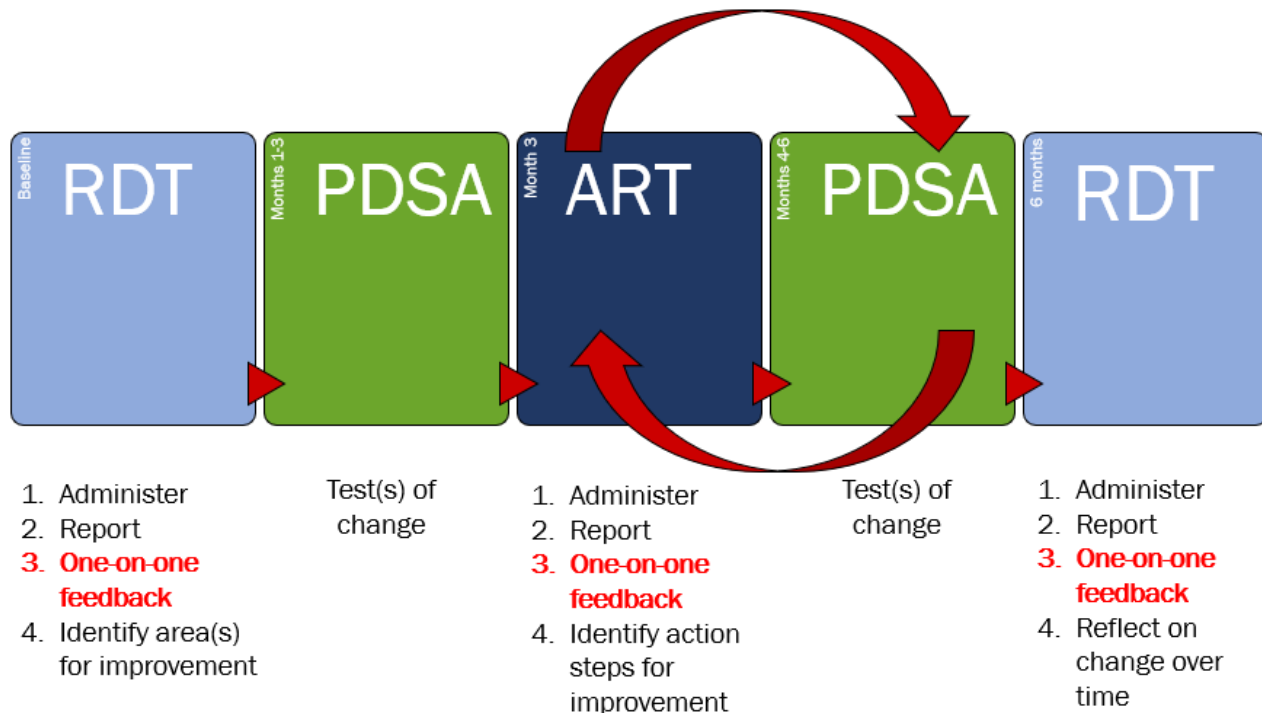 Baseline
RDT
Months 1-3
PDSA
Month 3
ART
Months 4-6
PDSA
6 months
RDT
1. Administer
2. Report
3. One-on-one
feedback
4. Identify area(s)
for improvement
Test(s) of
change
1. Administer
2. Report
3. One-on-one
feedback
4. Identify action
steps for
improvement
Test(s) of
change
1. Administer
2. Report
3. One-on-one
feedback
4. Reflect on
change over
time